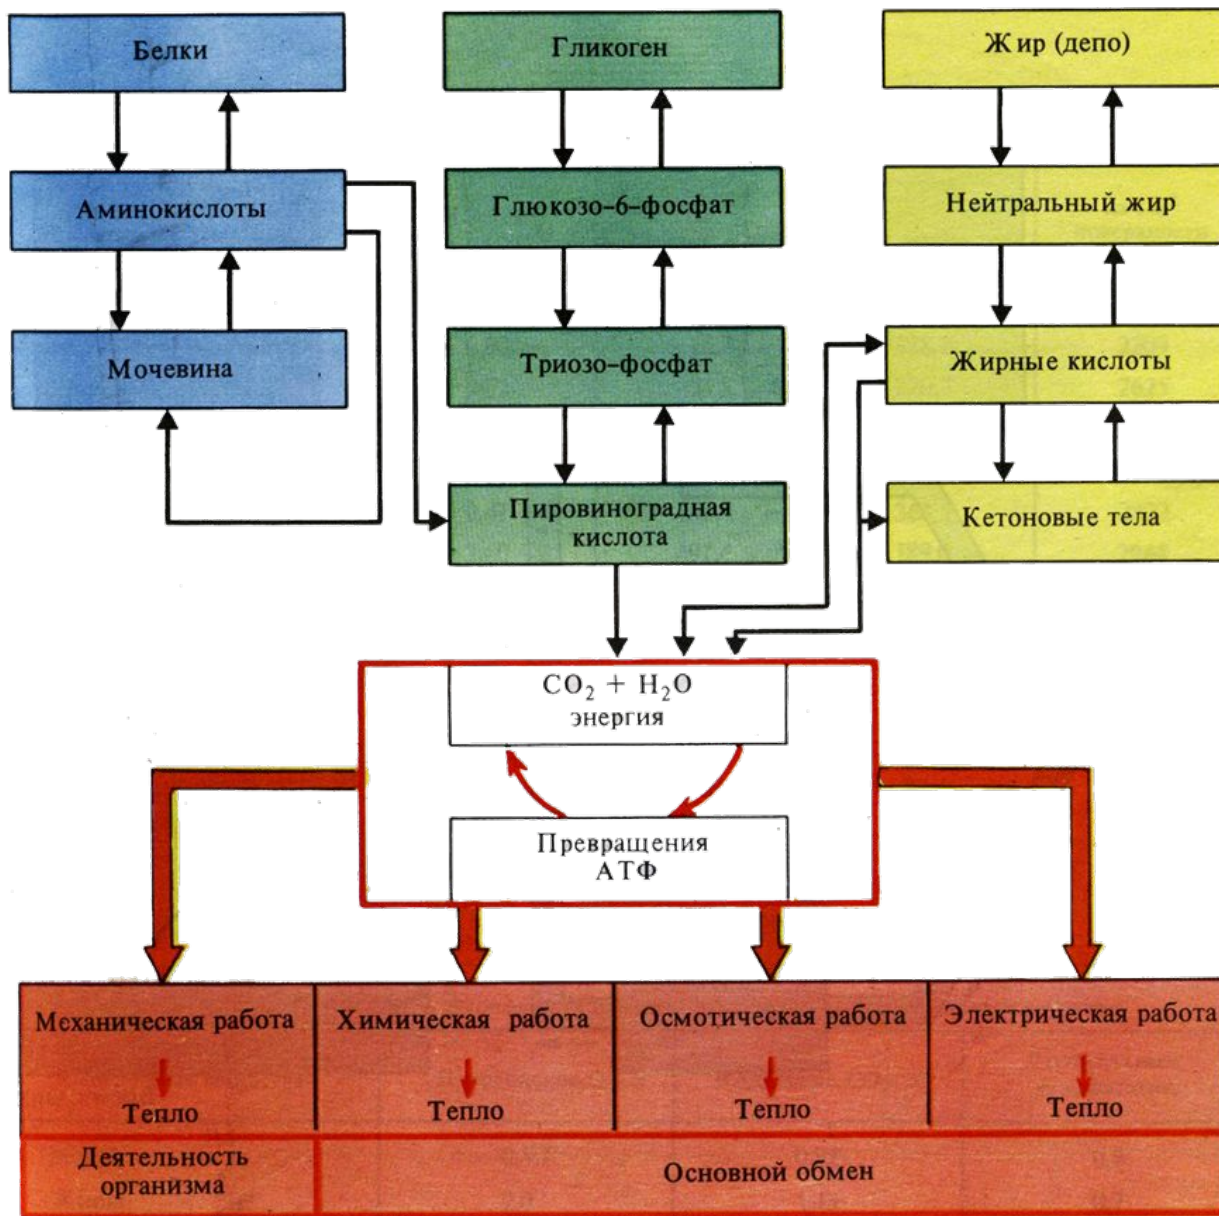 Белки
Гликоген
Жир (депо)
Аминокислоты
Глюкозо-6-фосфат
Нейтральный жир
Мочевина
Триозо-фосфат
Жирные кислоты
Пировиноградная
кислота
Кетоновые тела
CO₂ + H₂O
энергия
Превращения
АТФ
Механическая работа
Химическая работа
Осмотическая работа
Электрическая работа
Тепло
Тепло
Тепло
Тепло
Деятельность
организма
Основной обмен